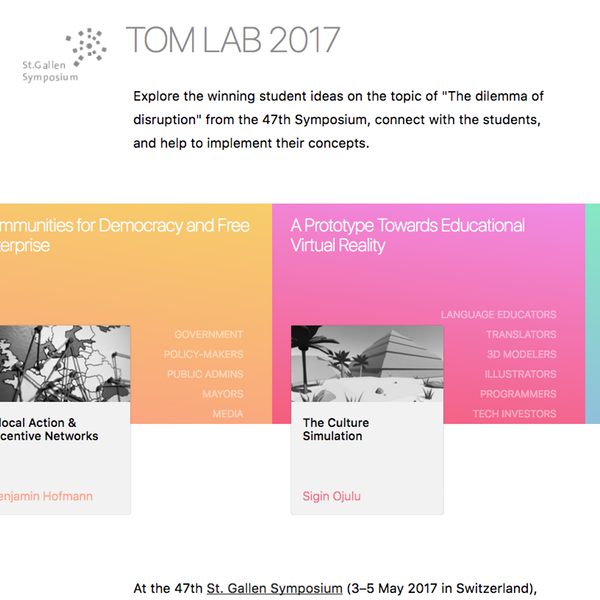 St.Gallen
Symposium
TOM LAB 2017
Explore the winning student ideas on the topic of "The dilemma of
disruption" from the 47th Symposium, connect with the students,
and help to implement their concepts.
mmunities for Democracy and Free
terprise
GOVERNMENT
POLICY-MAKERS
PUBLIC ADMINS
MAYORS
MEDIA
local Action &
centive Networks
enjamin Hofmann
A Prototype Towards Educational
Virtual Reality
LANGUAGE EDUCATORS
TRANSLATORS
3D MODELERS
ILLUSTRATORS
PROGRAMMERS
TECH INVESTORS
The Culture
Simulation
Sigin Ojulu
At the 47th St. Gallen Symposium (3–5 May 2017 in Switzerland),